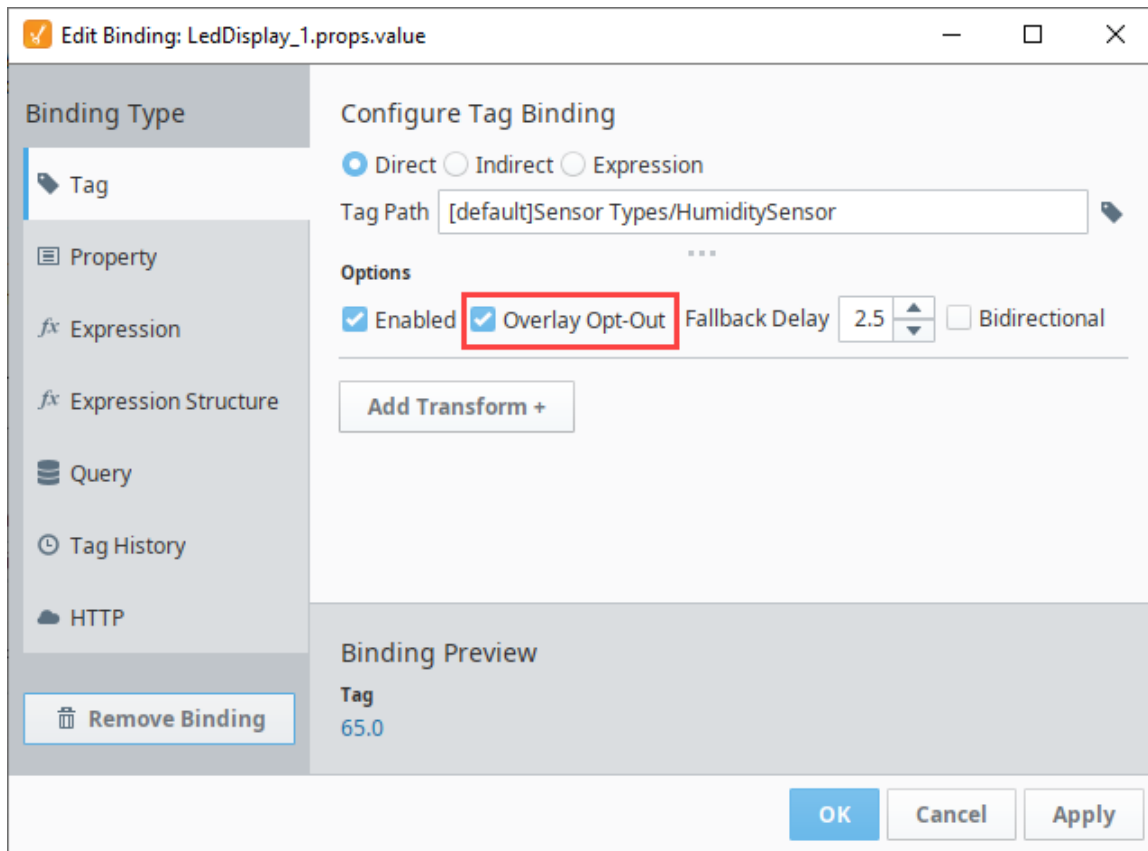 Edit Binding: LedDisplay_1.props.value
Binding Type
Tag
Property
fx Expression
fx Expression Structure
Query
Tag History
HTTP
Remove Binding
Configure Tag Binding
Direct Indirect Expression
Tag Path [default]Sensor Types/HumiditySensor
Options
Enabled Overlay Opt-Out Fallback Delay 2.5 Bidirectional
Add Transform +
Binding Preview
Tag
65.0
OK Cancel Apply